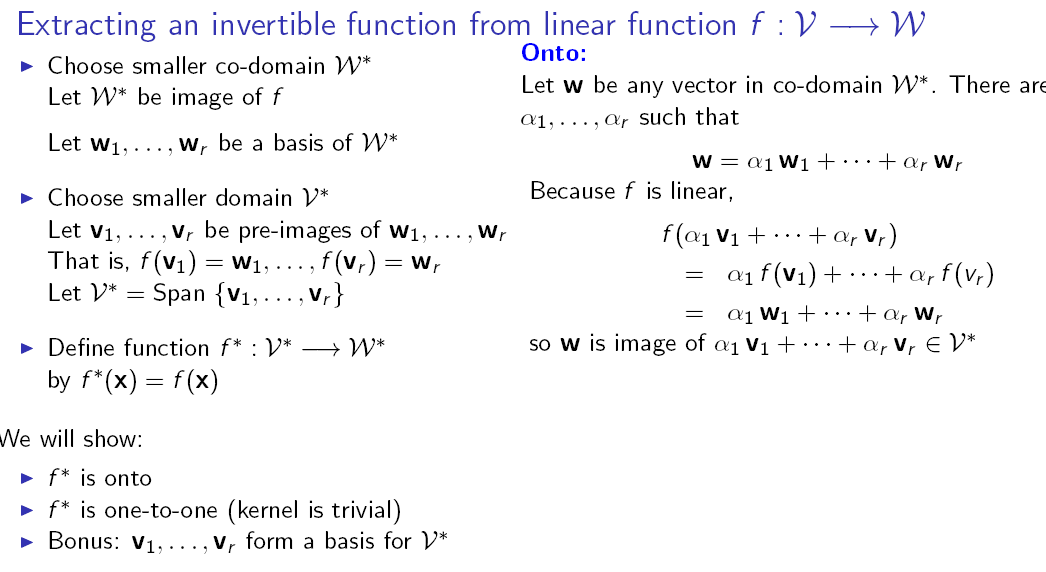 Extracting an invertible function from linear function f : 𝒱 ⟶ 𝒲
▶ Choose smaller co-domain 𝒲*
Let 𝒲* be image of f
Let w₁, . . . , wᵣ be a basis of 𝒲*
▶ Choose smaller domain 𝒱*
Let v₁, . . . , vᵣ be pre-images of w₁, . . . , wᵣ
That is, f(v₁) = w₁, . . . , f(vᵣ) = wᵣ
Let 𝒱* = Span {v₁, . . . , vᵣ}
▶ Define function f* : 𝒱* ⟶ 𝒲*
by f*(x) = f(x)
We will show:
▶ f* is onto
▶ f* is one-to-one (kernel is trivial)
▶ Bonus: v₁, . . . , vᵣ form a basis for 𝒱*
Onto:
Let w be any vector in co-domain 𝒲*. There are
α₁, . . . , αᵣ such that
w = α₁ w₁ + · · · + αᵣ wᵣ
Because f is linear,
f(α₁ v₁ + · · · + αᵣ vᵣ)
= α₁ f(v₁) + · · · + αᵣ f(vᵣ)
= α₁ w₁ + · · · + αᵣ wᵣ
so w is image of α₁ v₁ + · · · + αᵣ vᵣ ∈ 𝒱*